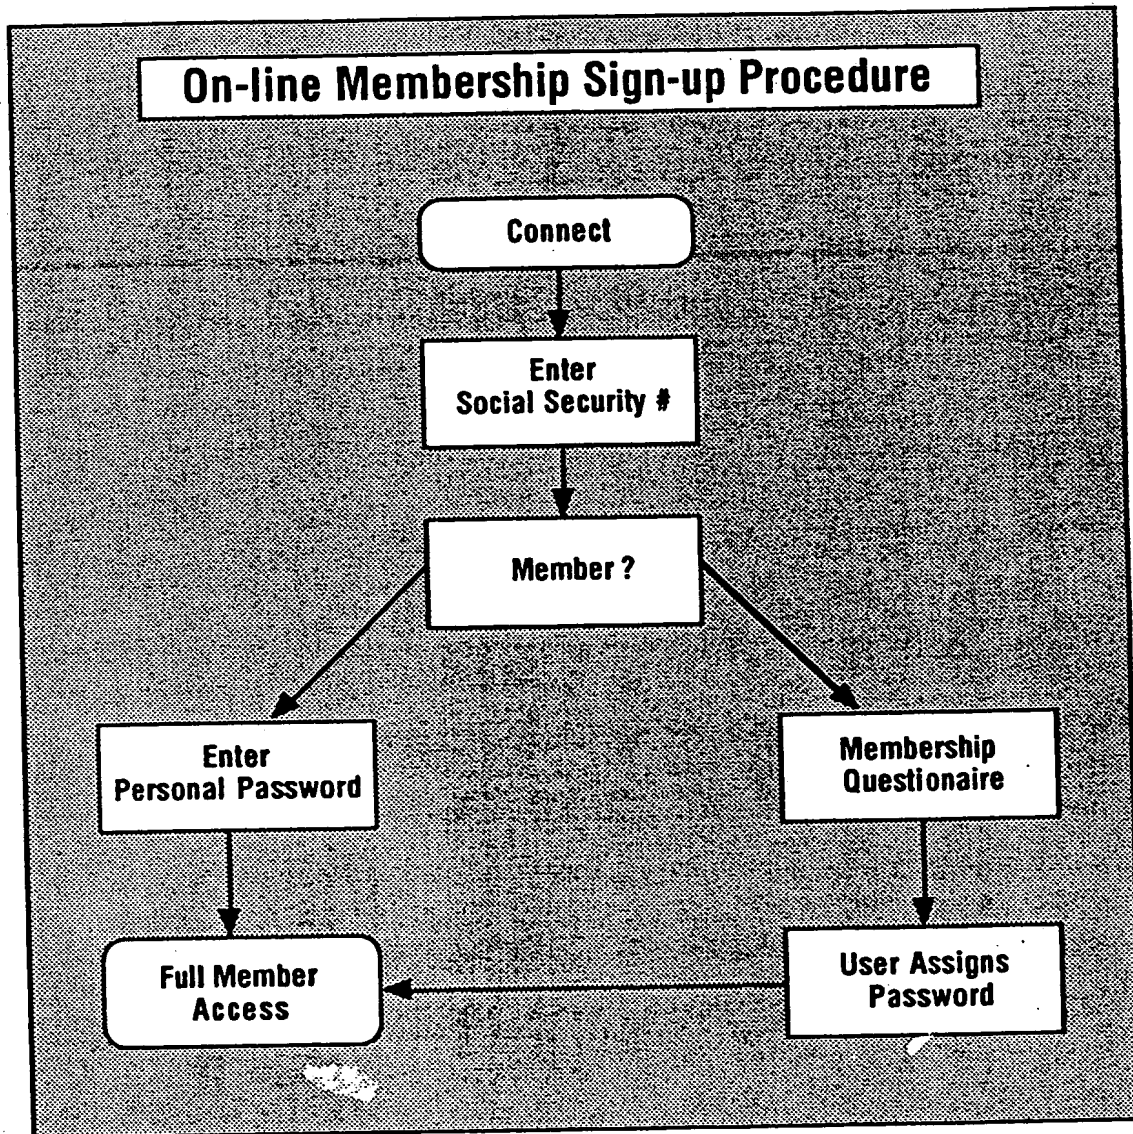 On-line Membership Sign-up Procedure
Connect
Enter
Social Security #
Member ?
Enter
Personal Password
Membership
Questionaire
Full Member
Access
User Assigns
Password